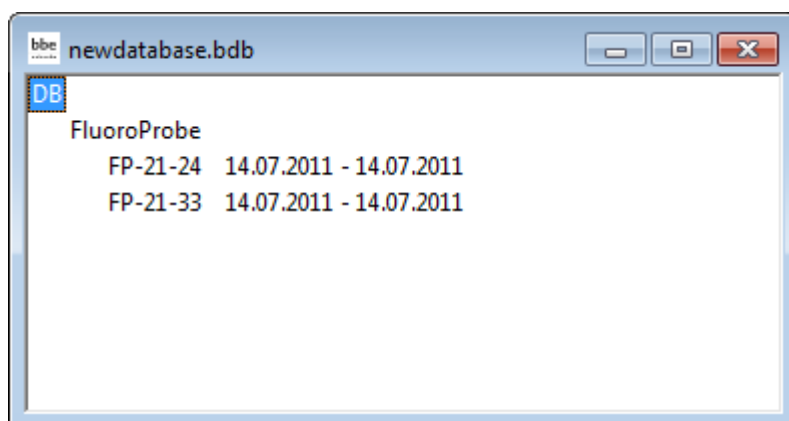 bbe newdatabase.bdb
DB
FluoroProbe
FP-21-24 14.07.2011 - 14.07.2011
FP-21-33 14.07.2011 - 14.07.2011